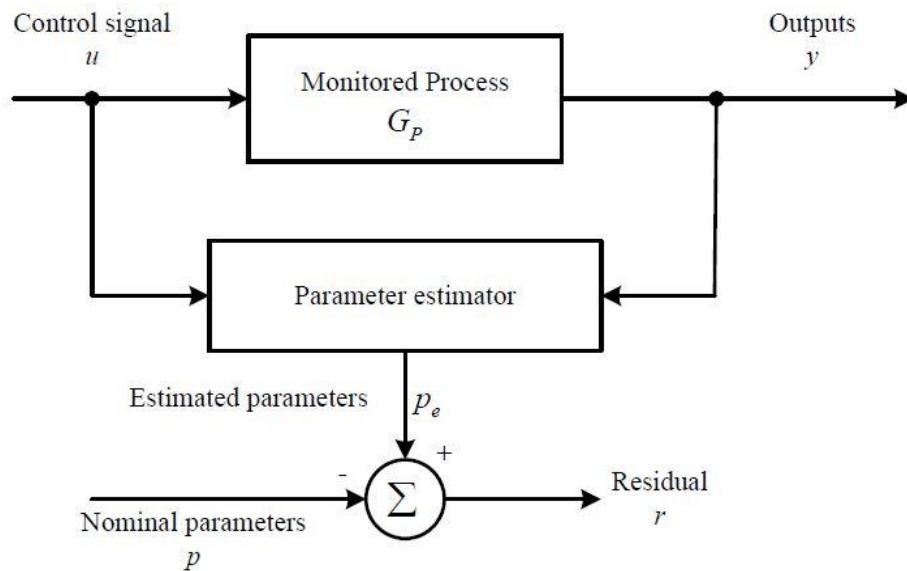 Control signal
u
Outputs
y
Monitored Process
G_P
Parameter estimator
Estimated parameters
p_e
+
-
Σ
Nominal parameters
p
Residual
r